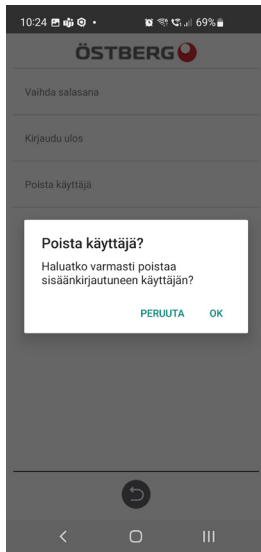 10:24
69%
ÖSTBERG
Vaihda salasana
Kirjaudu ulos
Poista käyttäjä
Poista käyttäjä?
Haluatko varmasti poistaa
sisäänkirjautuneen käyttäjän?
PERUUTA OK